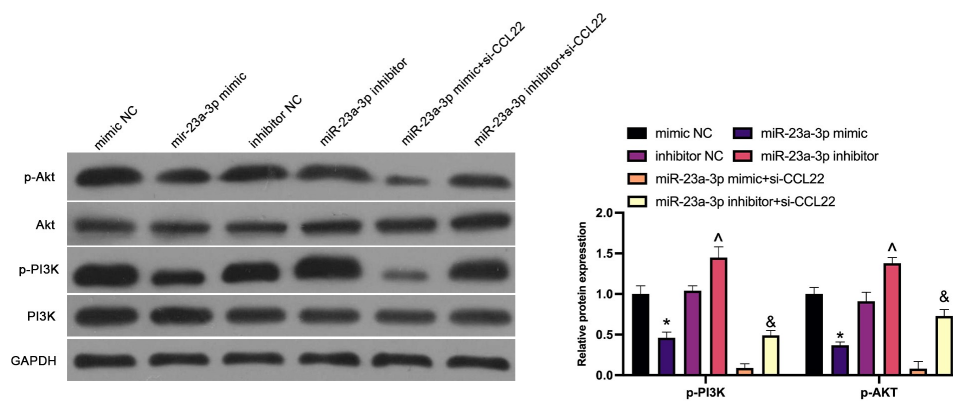 mimic NC
mir-23a-3p mimic
inhibitor NC
miR-23a-3p inhibitor
miR-23a-3p mimic+si-CCL22
miR-23a-3p inhibitor+si-CCL22
p-Akt
Akt
p-PI3K
PI3K
GAPDH
mimic NC
miR-23a-3p mimic
inhibitor NC
miR-23a-3p inhibitor
miR-23a-3p mimic+si-CCL22
miR-23a-3p inhibitor+si-CCL22
Relative protein experesstion
2.0
1.5
1.0
0.5
0.0
*
^
&
*
^
&
p-PI3K
p-AKT